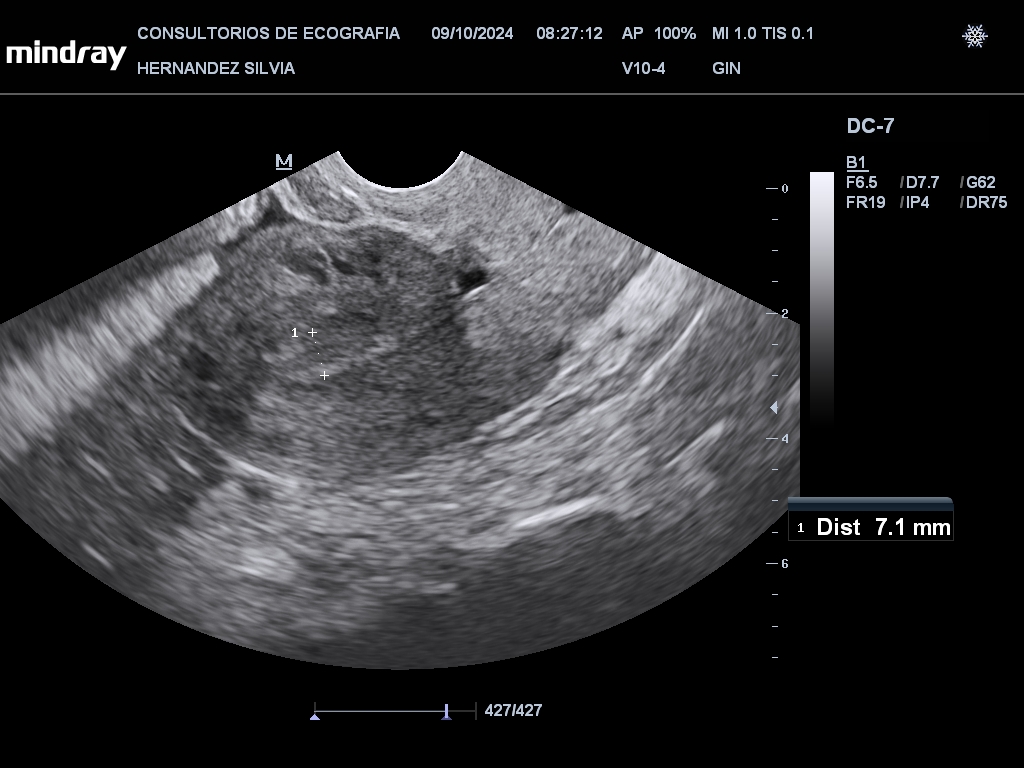 mindray
CONSULTORIOS DE ECOGRAFIA 09/10/2024 08:27:12 AP 100% MI 1.0 TIS 0.1
HERNANDEZ SILVIA V10-4 GIN
DC-7
B1
F6.5 /D7.7 /G62
FR19 /IP4 /DR75
M
0
1
2
4
1 Dist 7.1 mm
6
427/427